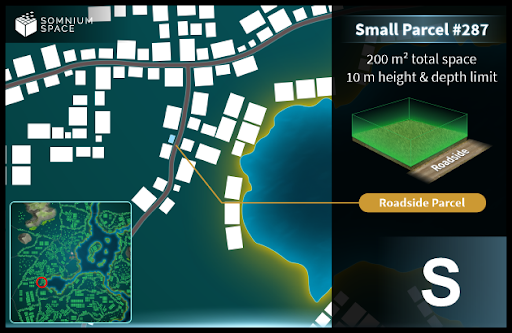 SOMNIUM
SPACE
Small Parcel #287
200 m² total space
10 m height & depth limit
Roadside
Roadside Parcel
S